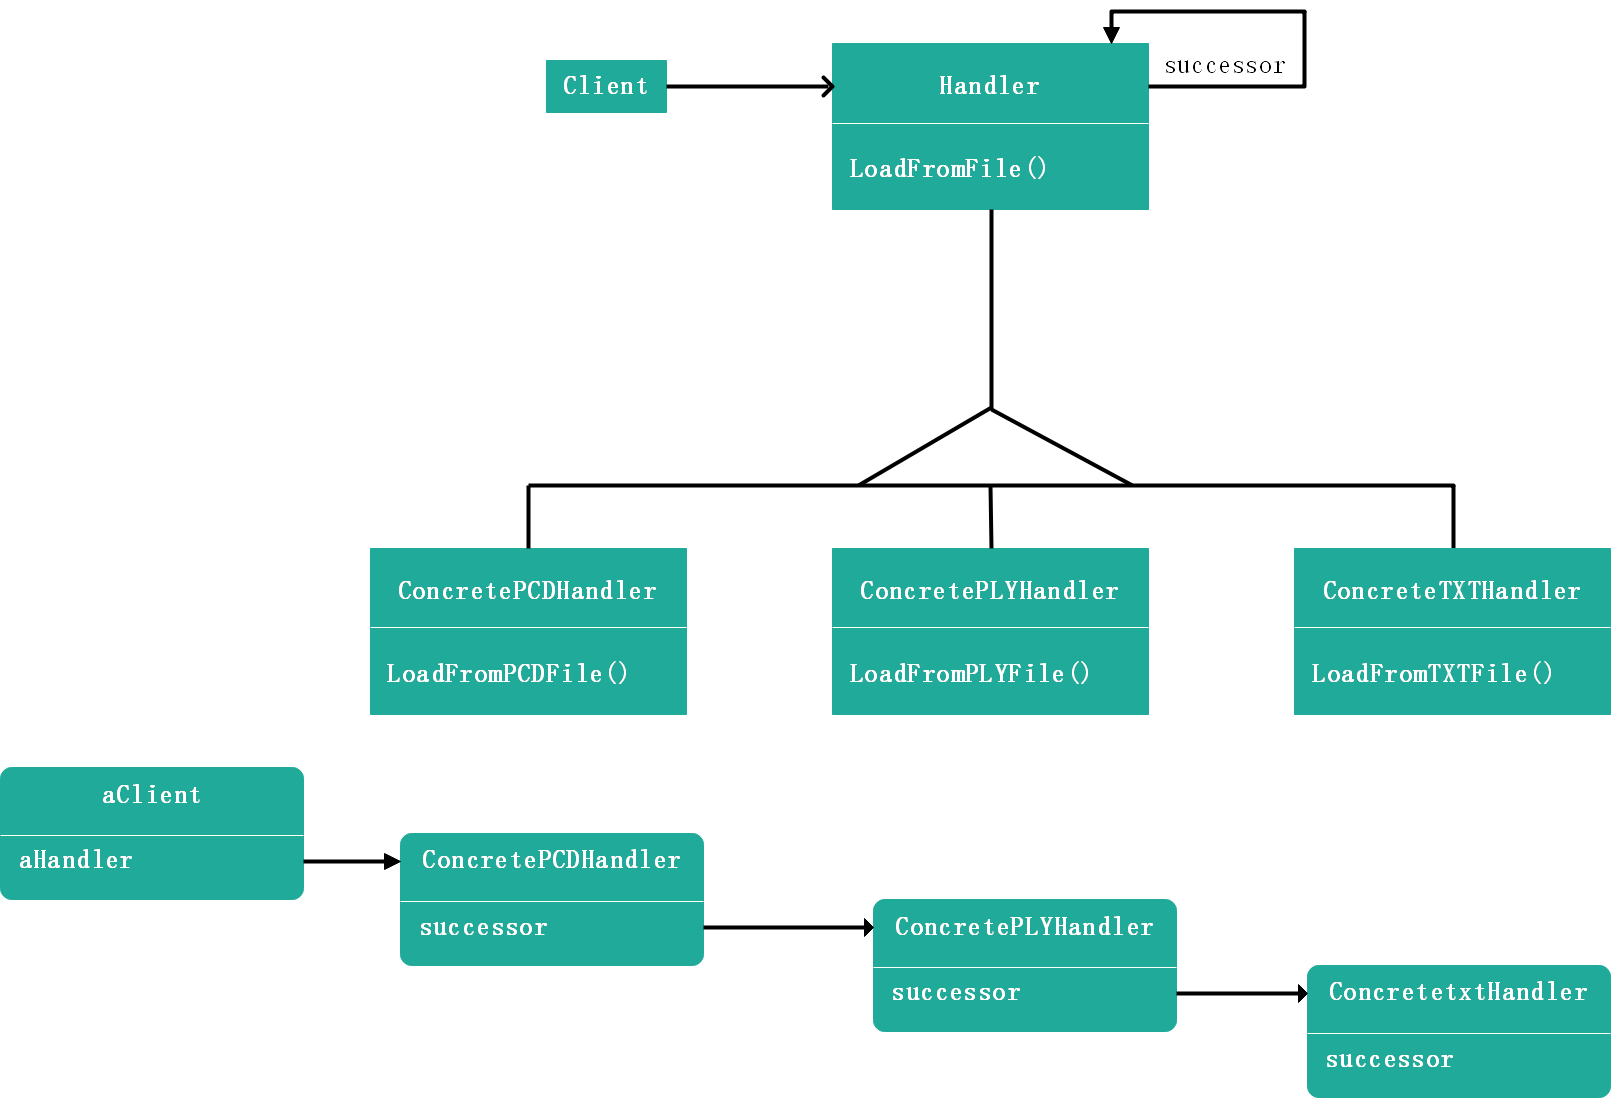 Client
Handler
successor
LoadFromFile()
ConcretePCDHandler
LoadFromPCDFile()
ConcretePLYHandler
LoadFromPLYFile()
ConcreteTXTHandler
LoadFromTXTFile()
aClient
aHandler
ConcretePCDHandler
successor
ConcretePLYHandler
successor
ConcretetxtHandler
successor